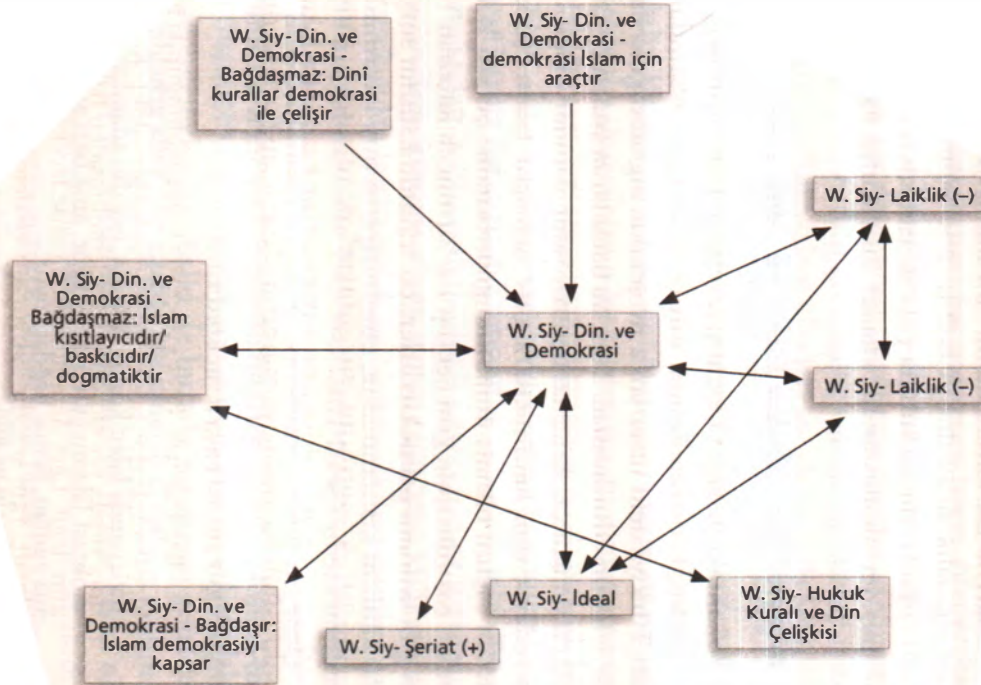 W. Siy- Din. ve
Demokrasi -
Bağdaşmaz: Dinî
kurallar demokrasi
ile çelişir
W. Siy- Din. ve
Demokrasi -
demokrasi İslam için
araçtır
W. Siy- Laiklik (–)
W. Siy- Din. ve
Demokrasi -
Bağdaşmaz: İslam
kısıtlayıcıdır/
baskıcıdır/
dogmatiktir
W. Siy- Din. ve
Demokrasi
W. Siy- Laiklik (–)
W. Siy- Din. ve
Demokrasi - Bağdaşır:
İslam demokrasiyi
kapsar
W. Siy- Şeriat (+)
W. Siy- İdeal
W. Siy- Hukuk
Kuralı ve Din
Çelişkisi